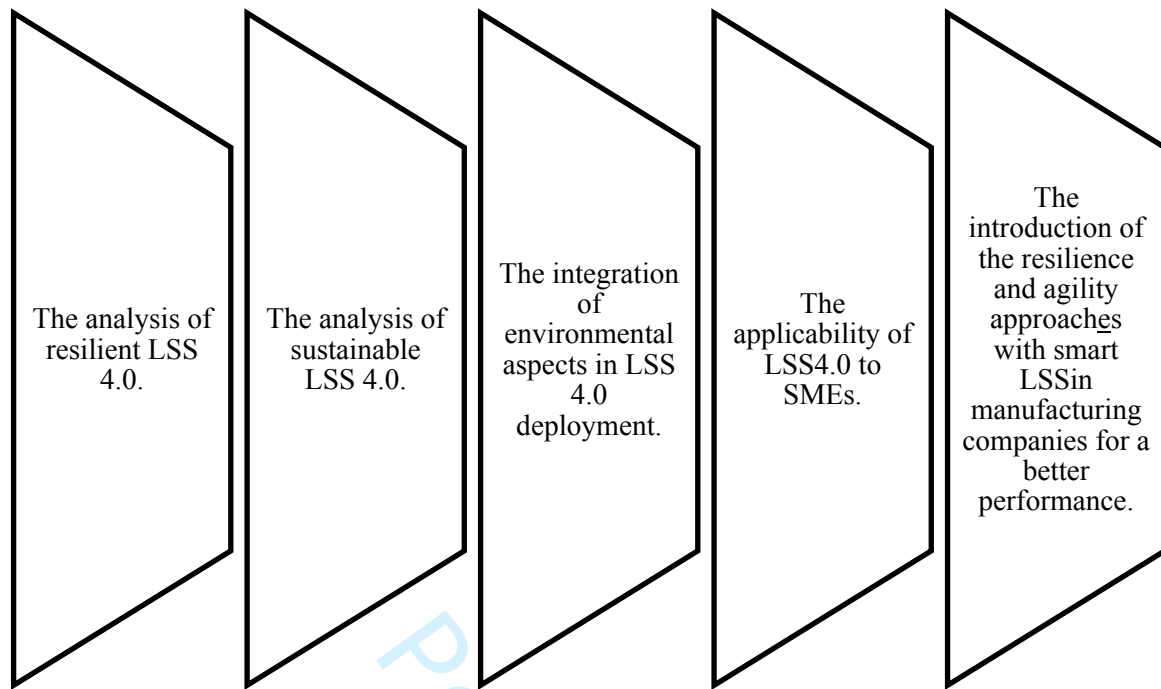 The analysis of
resilient LSS
4.0.
The analysis of
sustainable
LSS 4.0.
The integration
of
environmental
aspects in LSS
4.0
deployment.
The
applicability of
LSS4.0 to
SMEs.
The
introduction of
the resilience
and agility
approaches
with smart
LSSin
manufacturing
companies for a
better
performance.